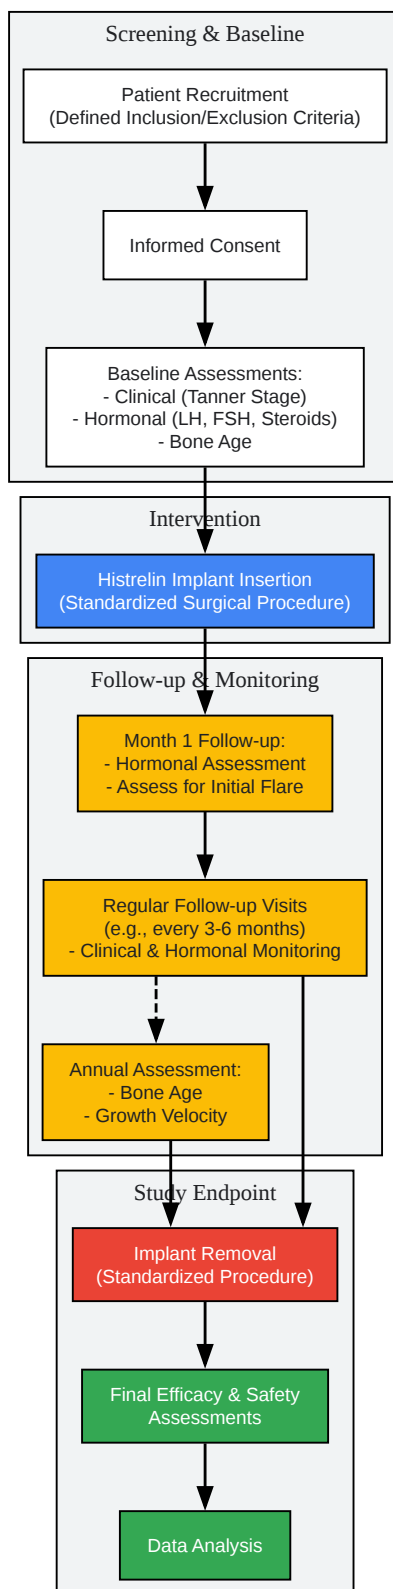 Screening & Baseline
Patient Recruitment
(Defined Inclusion/Exclusion Criteria)
Informed Consent
Baseline Assessments:
- Clinical (Tanner Stage)
- Hormonal (LH, FSH, Steroids)
- Bone Age
Intervention
Histrelin Implant Insertion
(Standardized Surgical Procedure)
Follow-up & Monitoring
Month 1 Follow-up:
- Hormonal Assessment
- Assess for Initial Flare
Regular Follow-up Visits
(e.g., every 3-6 months)
- Clinical & Hormonal Monitoring
Annual Assessment:
- Bone Age
- Growth Velocity
Study Endpoint
Implant Removal
(Standardized Procedure)
Final Efficacy & Safety
Assessments
Data Analysis